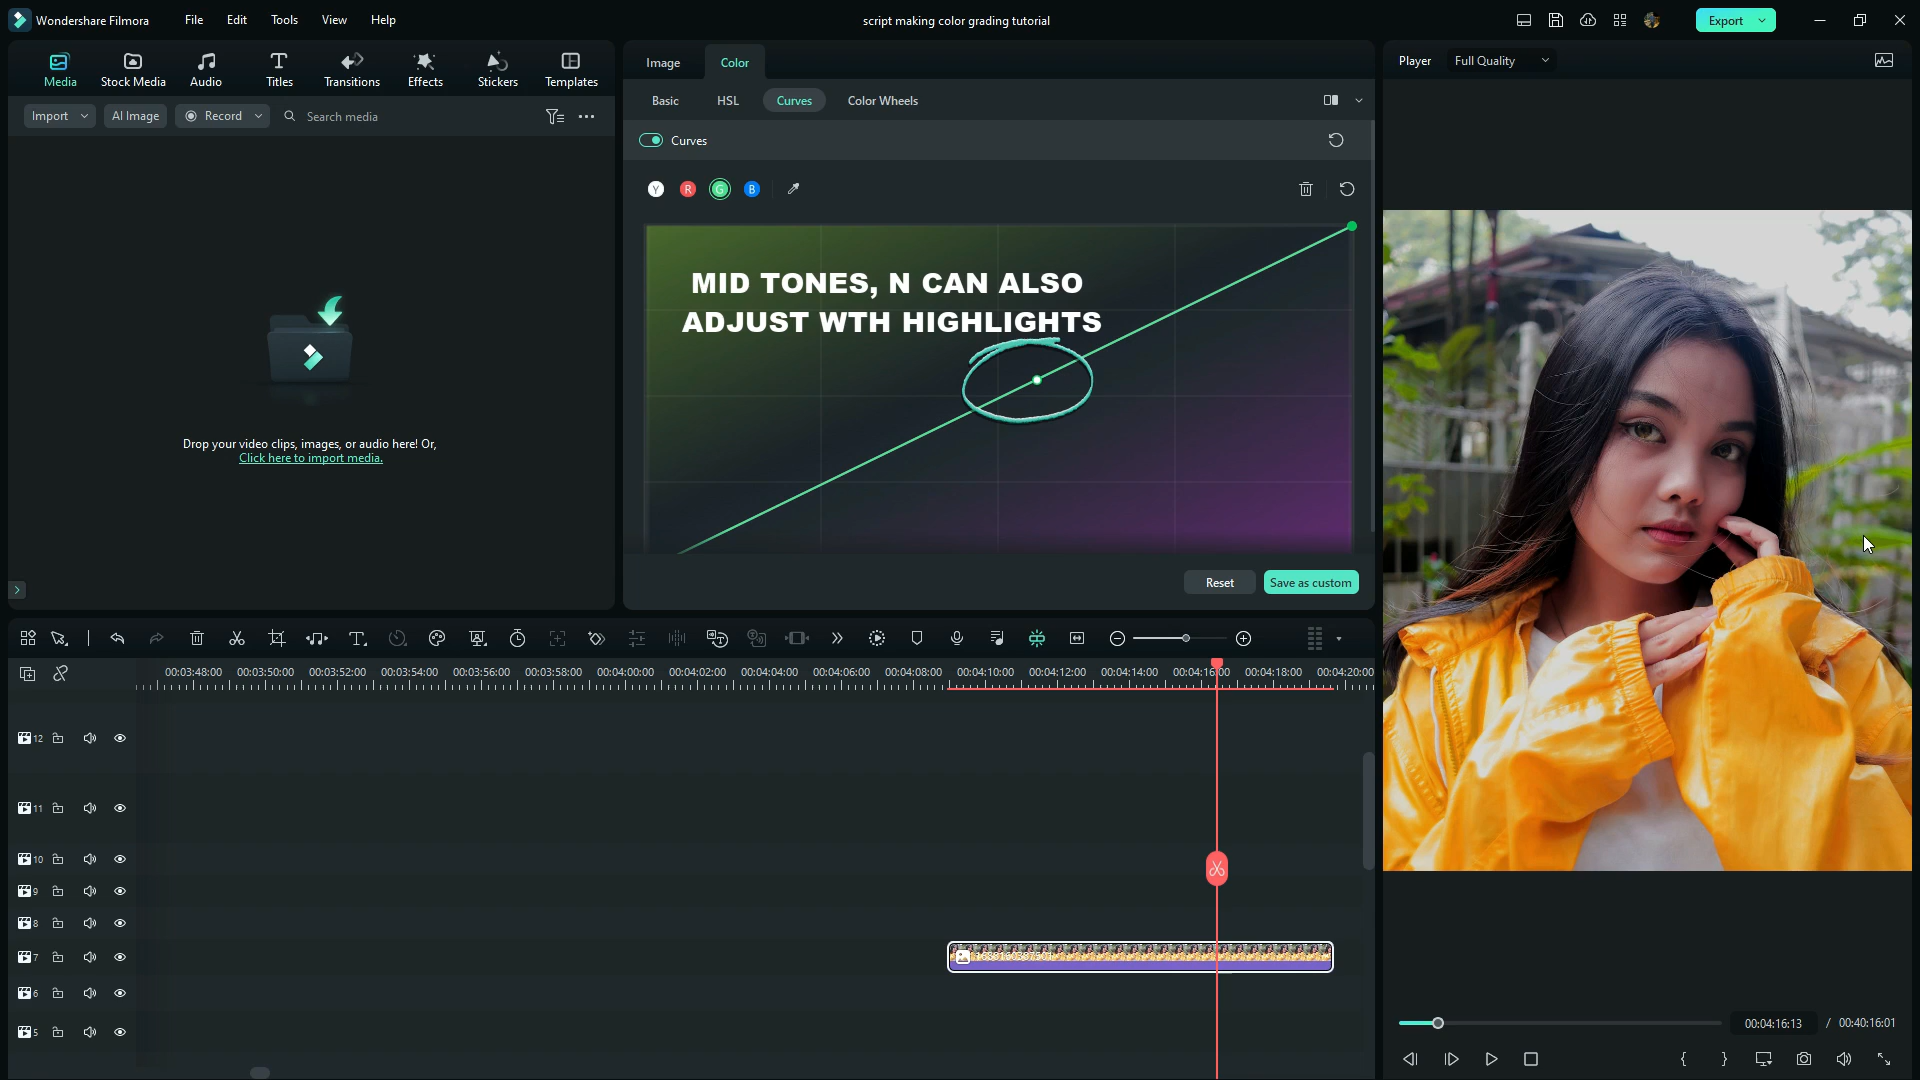 Wondershare Filmora
File Edit Tools View Help
script making color grading tutorial
Export
Media
Stock Media
Audio
Titles
Transitions
Effects
Stickers
Templates
Import
AI Image
Record
Search media
Drop your video clips, images, or audio here! Or,
Click here to import media.
Image
Color
Basic
HSL
Curves
Color Wheels
Curves
Y R G B
MID TONES, N CAN ALSO
ADJUST WTH HIGHLIGHTS
Reset
Save as custom
Player
Full Quality
00:03:48:00 00:03:50:00 00:03:52:00 00:03:54:00 00:03:56:00 00:03:58:00 00:04:00:00 00:04:02:00 00:04:04:00 00:04:06:00 00:04:08:00 00:04:10:00 00:04:12:00 00:04:14:00 00:04:16:00 00:04:18:00 00:04:20:00
12
11
10
9
8
7
6
5
00:04:16:13 / 00:40:16:01